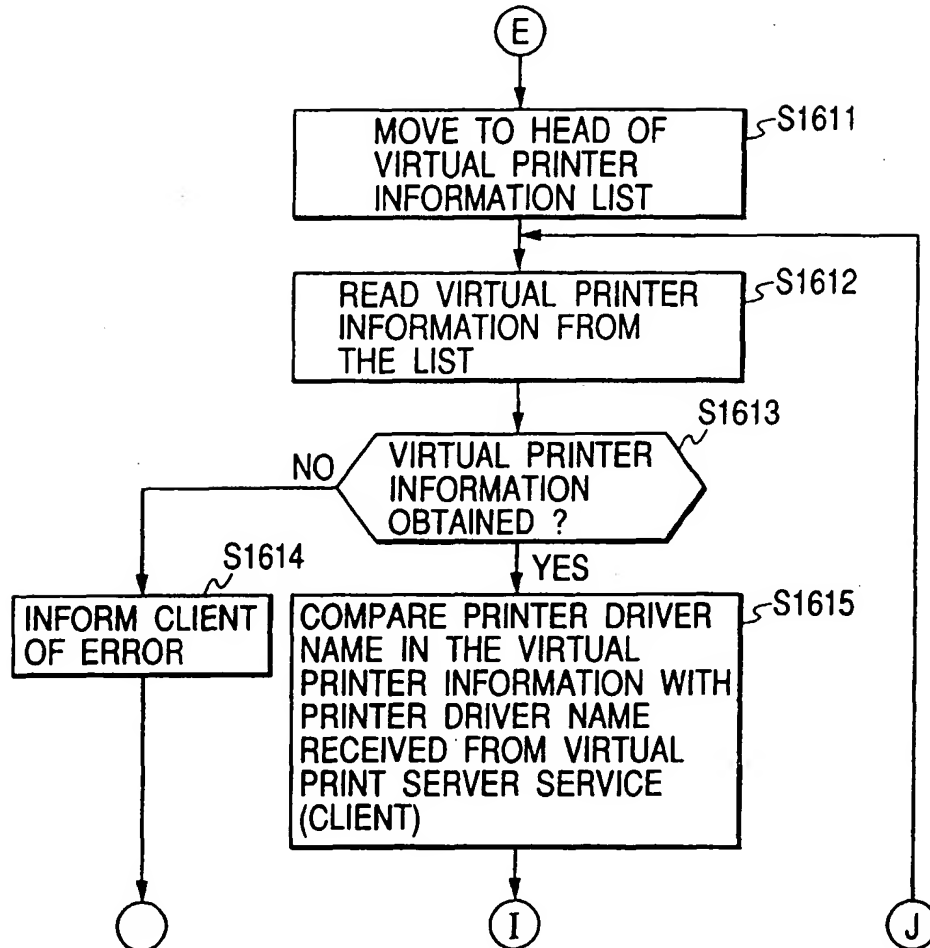 E
MOVE TO HEAD OF
VIRTUAL PRINTER
INFORMATION LIST
S1611
READ VIRTUAL PRINTER
INFORMATION FROM
THE LIST
S1612
VIRTUAL PRINTER
INFORMATION
OBTAINED ?
S1613
NO
YES
S1614
INFORM CLIENT
OF ERROR
COMPARE PRINTER DRIVER
NAME IN THE VIRTUAL
PRINTER INFORMATION WITH
PRINTER DRIVER NAME
RECEIVED FROM VIRTUAL
PRINT SERVER SERVICE
(CLIENT)
S1615
I
J